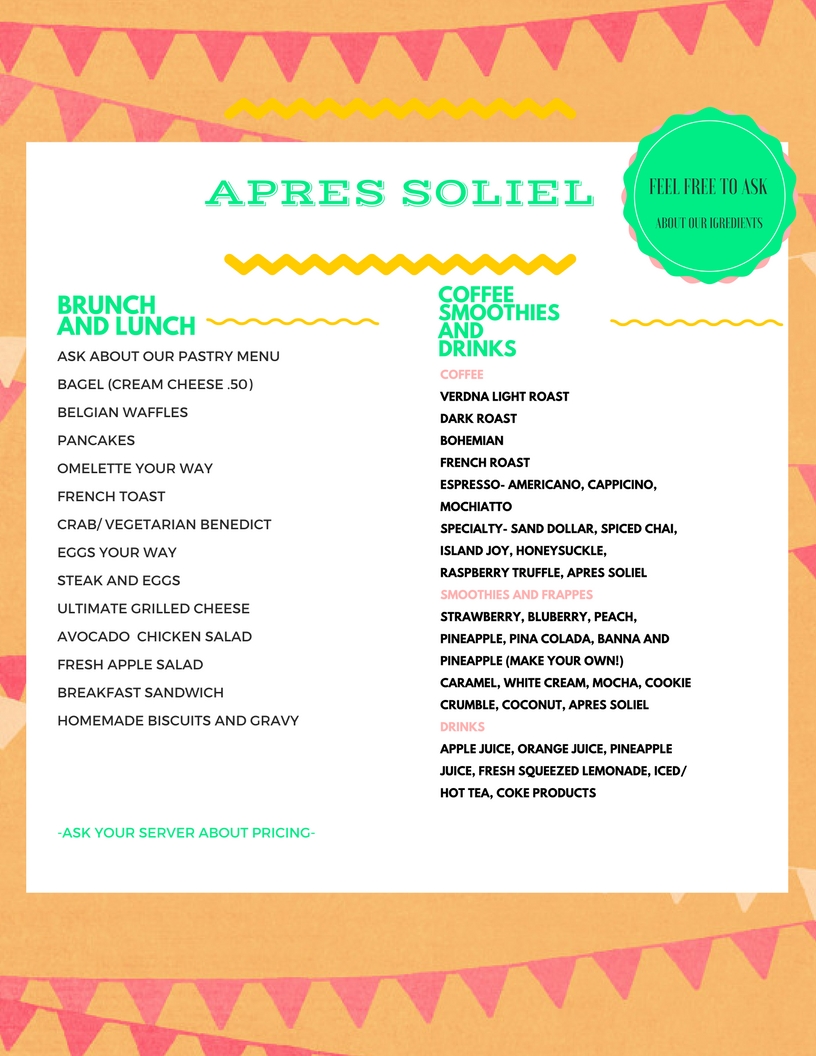 APRES SOLIEL
FEEL FREE TO ASK
ABOUT OUR IGREDIENTS
BRUNCH
AND LUNCH
ASK ABOUT OUR PASTRY MENU
BAGEL (CREAM CHEESE .50)
BELGIAN WAFFLES
PANCAKES
OMELETTE YOUR WAY
FRENCH TOAST
CRAB/ VEGETARIAN BENEDICT
EGGS YOUR WAY
STEAK AND EGGS
ULTIMATE GRILLED CHEESE
AVOCADO CHICKEN SALAD
FRESH APPLE SALAD
BREAKFAST SANDWICH
HOMEMADE BISCUITS AND GRAVY
-ASK YOUR SERVER ABOUT PRICING-
COFFEE
SMOOTHIES
AND
DRINKS
COFFEE
VERDNA LIGHT ROAST
DARK ROAST
BOHEMIAN
FRENCH ROAST
ESPRESSO- AMERICANO, CAPPICINO,
MOCHIATTO
SPECIALTY- SAND DOLLAR, SPICED CHAI,
ISLAND JOY, HONEYSUCKLE,
RASPBERRY TRUFFLE, APRES SOLIEL
SMOOTHIES AND FRAPPES
STRAWBERRY, BLUBERRY, PEACH,
PINEAPPLE, PINA COLADA, BANNA AND
PINEAPPLE (MAKE YOUR OWN!)
CARAMEL, WHITE CREAM, MOCHA, COOKIE
CRUMBLE, COCONUT, APRES SOLIEL
DRINKS
APPLE JUICE, ORANGE JUICE, PINEAPPLE
JUICE, FRESH SQUEEZED LEMONADE, ICED/
HOT TEA, COKE PRODUCTS